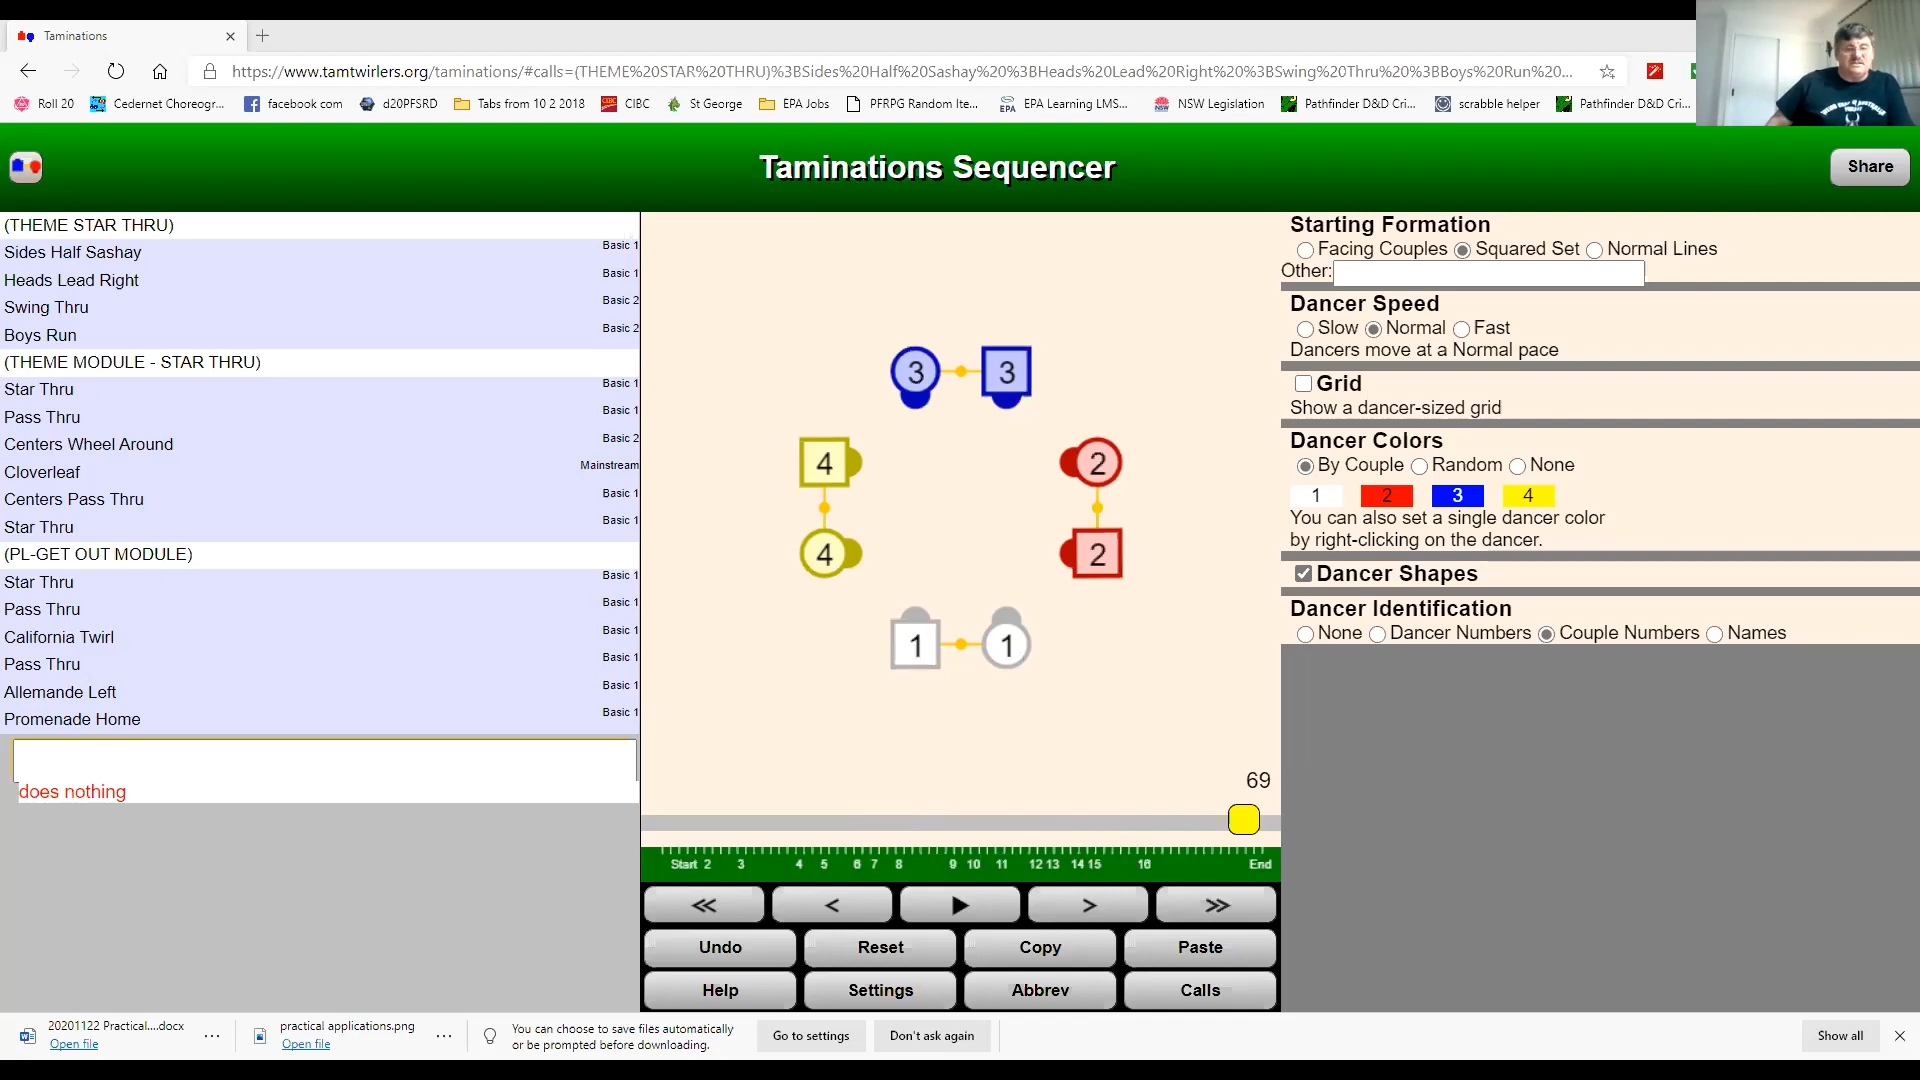 Taminations
https://www.tamtwirlers.org/taminations/#calls=(THEME%20STAR%20THRU)%3BSides%20Half%20Sashay%20%3BHeads%20Lead%20Right%20%3BSwing%20Thru%20%3BBoys%20Run%20...
Roll 20 Cedernet Choreogr... facebook com d20PFSRD Tabs from 10 2 2018 CIBC St George EPA Jobs PFRPG Random Ite... EPA Learning LMS... NSW Legislation Pathfinder D&D Cri... scrabble helper Pathfinder D&D Cri...
Taminations Sequencer
Share
(THEME STAR THRU)
Sides Half Sashay Basic 1
Heads Lead Right Basic 1
Swing Thru Basic 2
Boys Run Basic 2
(THEME MODULE - STAR THRU)
Star Thru Basic 1
Pass Thru Basic 1
Centers Wheel Around Basic 2
Cloverleaf Mainstream
Centers Pass Thru Basic 1
Star Thru Basic 1
(PL-GET OUT MODULE)
Star Thru Basic 1
Pass Thru Basic 1
California Twirl Basic 1
Pass Thru Basic 1
Allemande Left Basic 1
Promenade Home Basic 1
does nothing
3 3
4 2
4 2
1 1
69
Start 2 3 4 5 6 7 8 9 10 11 12 13 14 15 16 End
≪ < ▶ > ≫
Undo Reset Copy Paste
Help Settings Abbrev Calls
Starting Formation
Facing Couples Squared Set Normal Lines
Other:
Dancer Speed
Slow Normal Fast
Dancers move at a Normal pace
Grid
Show a dancer-sized grid
Dancer Colors
By Couple Random None
1 2 3 4
You can also set a single dancer color
by right-clicking on the dancer.
Dancer Shapes
Dancer Identification
None Dancer Numbers Couple Numbers Names
20201122 Practical....docx
Open file
practical applications.png
Open file
You can choose to save files automatically
or be prompted before downloading.
Go to settings
Don't ask again
Show all